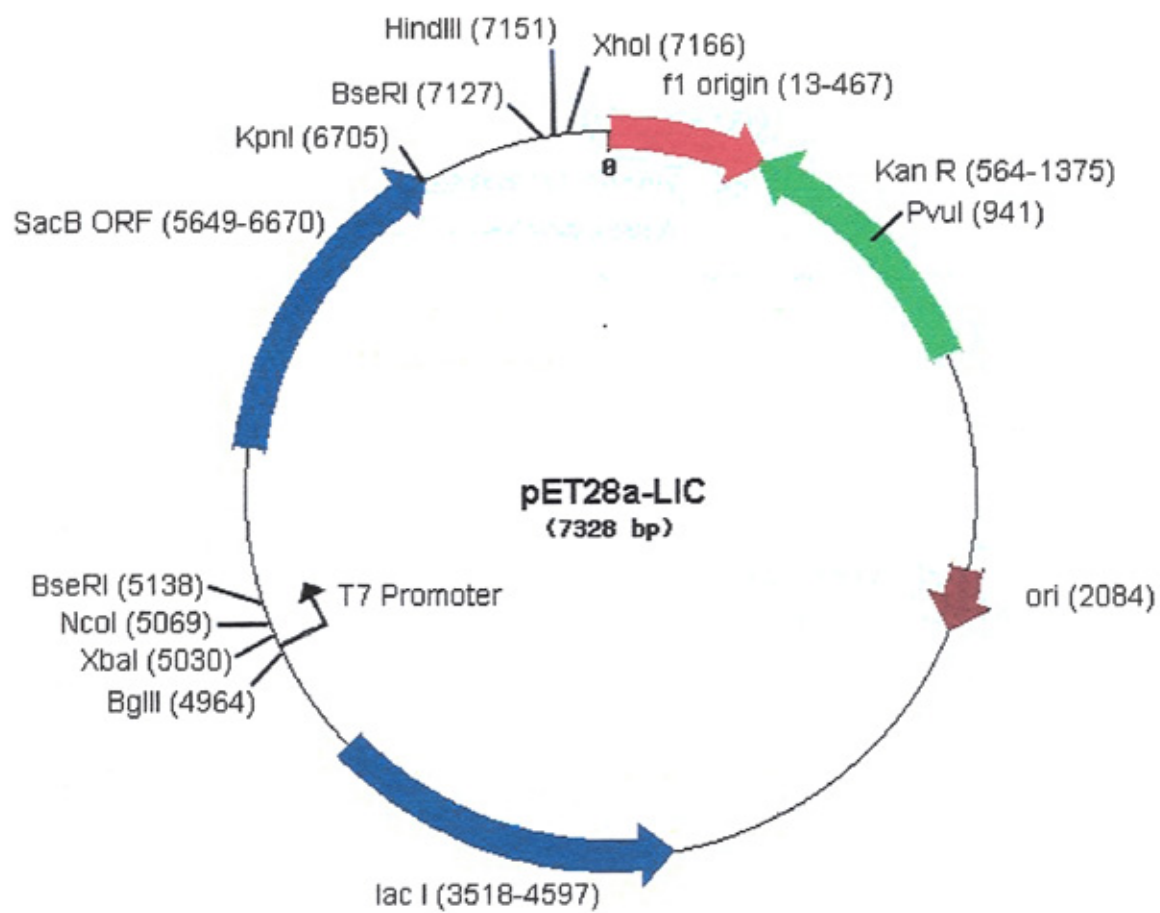 HindIII (7151)
XhoI (7166)
f1 origin (13-467)
BseRI (7127)
KpnI (6705)
0
Kan R (564-1375)
PvuI (941)
SacB ORF (5649-6670)
pET28a-LIC
(7328 bp)
BseRI (5138)
T7 Promoter
ori (2084)
NcoI (5069)
XbaI (5030)
BglII (4964)
lac I (3518-4597)